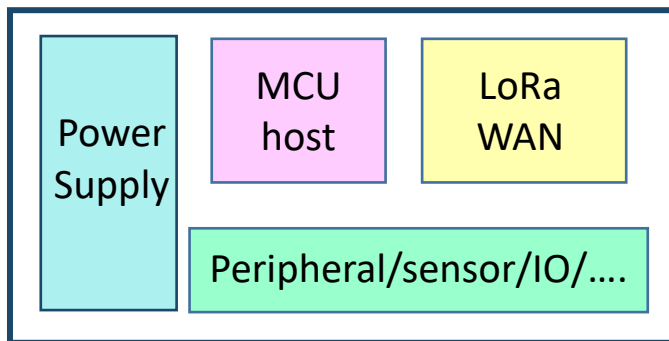 Power
Supply
MCU
host
LoRa
WAN
Peripheral/sensor/IO/....